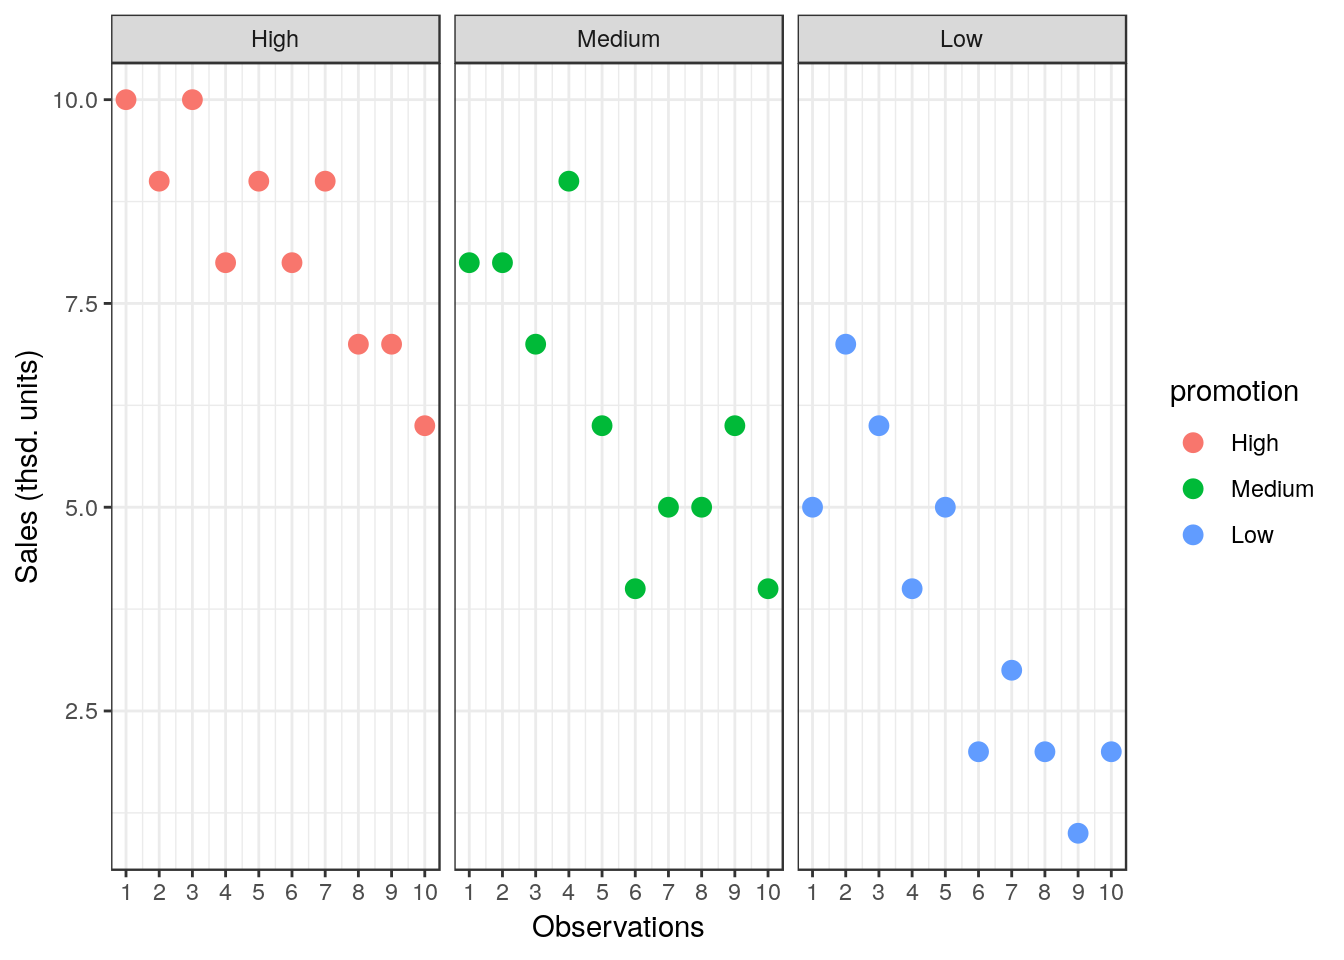 High Medium Low
10.0
7.5
5.0
2.5
Sales (thsd. units)
1 2 3 4 5 6 7 8 9 10 1 2 3 4 5 6 7 8 9 10 1 2 3 4 5 6 7 8 9 10
Observations
promotion
High
Medium
Low